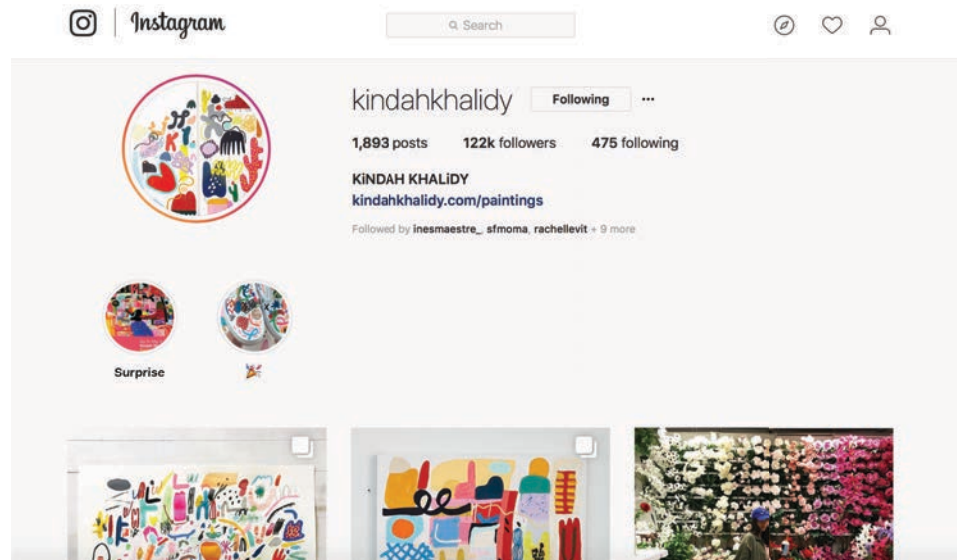 Instagram
Search
kindahkhalidy Following
1,893 posts 122k followers 475 following
KiNDAH KHALiDY
kindahkhalidy.com/paintings
Followed by inesmaestre_, sfmoma, rachellevit + 9 more
Surprise